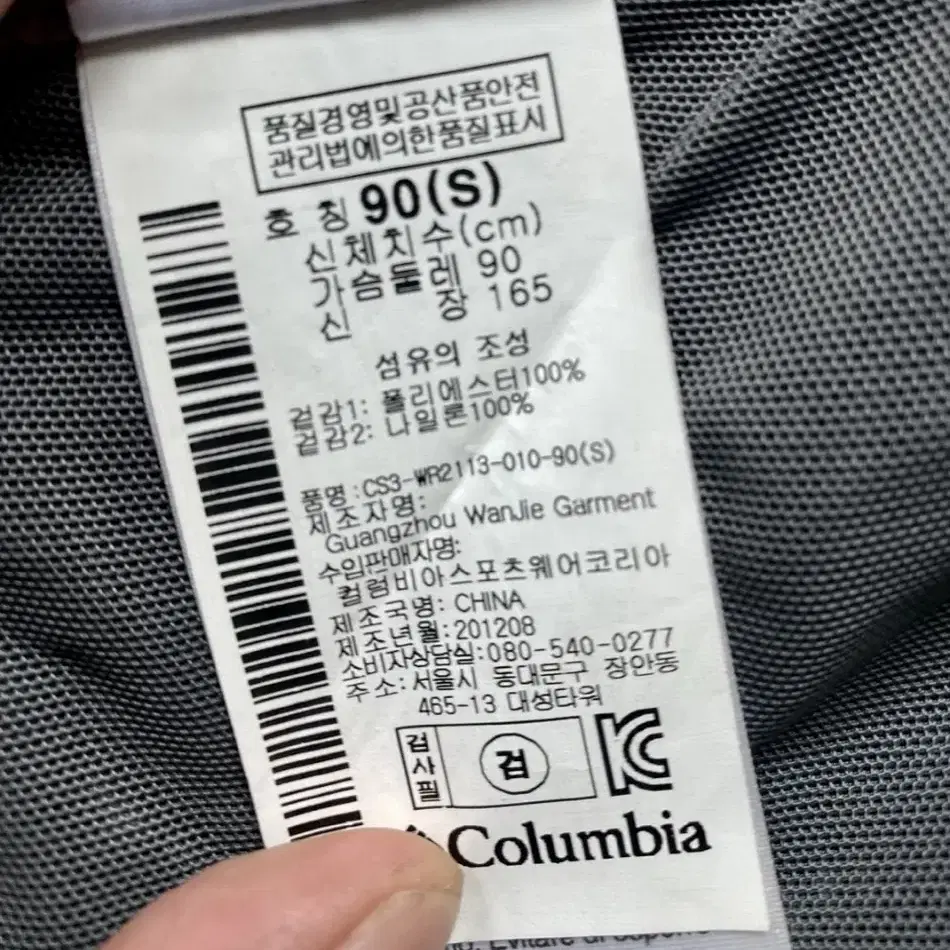 품질경영및공산품안전
관리법에의한품질표시
호 칭 90(S)
신체치수(cm)
가슴둘레 90
신 장 165
섬유의 조성
겉감1: 폴리에스터100%
겉감2: 나일론100%
품명:CS3-WR2113-010-90(S)
제조자명:
Guangzhou WanJie Garment
수입판매자명:
컬럼비아스포츠웨어코리아
제조국명: CHINA
제조년월:201208
소비자상담실:080-540-0277
주소:서울시 동대문구 장안동
465-13 대성타워
검사필
검
KC
Columbia